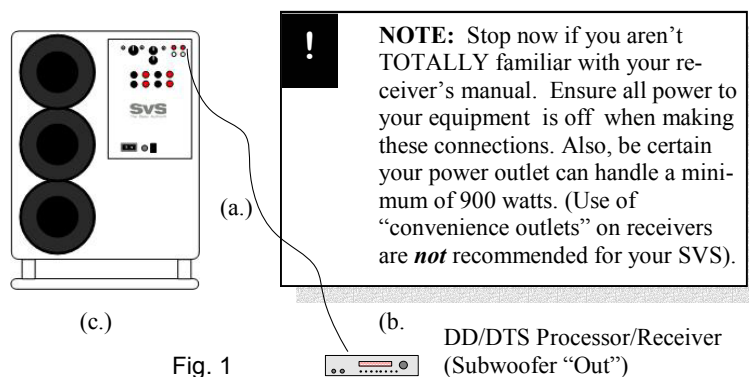 !
NOTE: Stop now if you aren't
TOTALLY familiar with your re-
ceiver's manual. Ensure all power to
your equipment is off when making
these connections. Also, be certain
your power outlet can handle a mini-
mum of 900 watts. (Use of
“convenience outlets” on receivers
are not recommended for your SVS).
SVS
(a.)
(c.)
(b.
DD/DTS Processor/Receiver
(Subwoofer “Out”)
Fig. 1